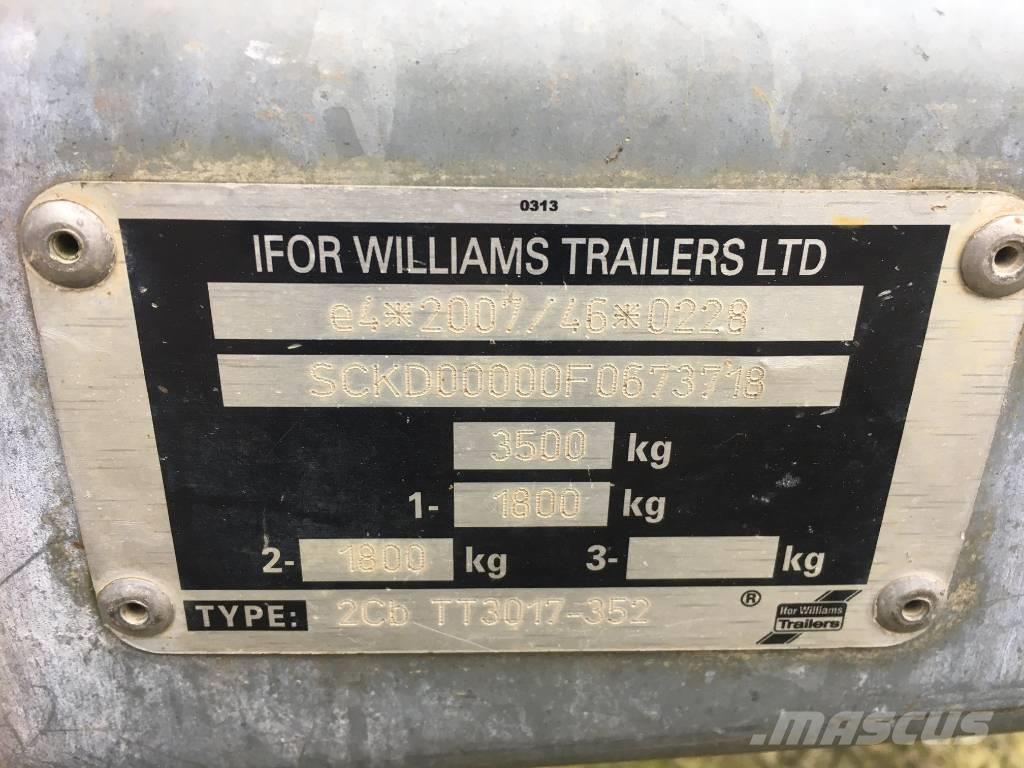 0313
IFOR WILLIAMS TRAILERS LTD
e4*2007/46*0228
SCKD00000F0673718
3500 kg
1- 1800 kg
2- 1800 kg 3- kg
TYPE: 2Cb TT3017-352 ®
Ifor Williams
Trailers
MASCUS